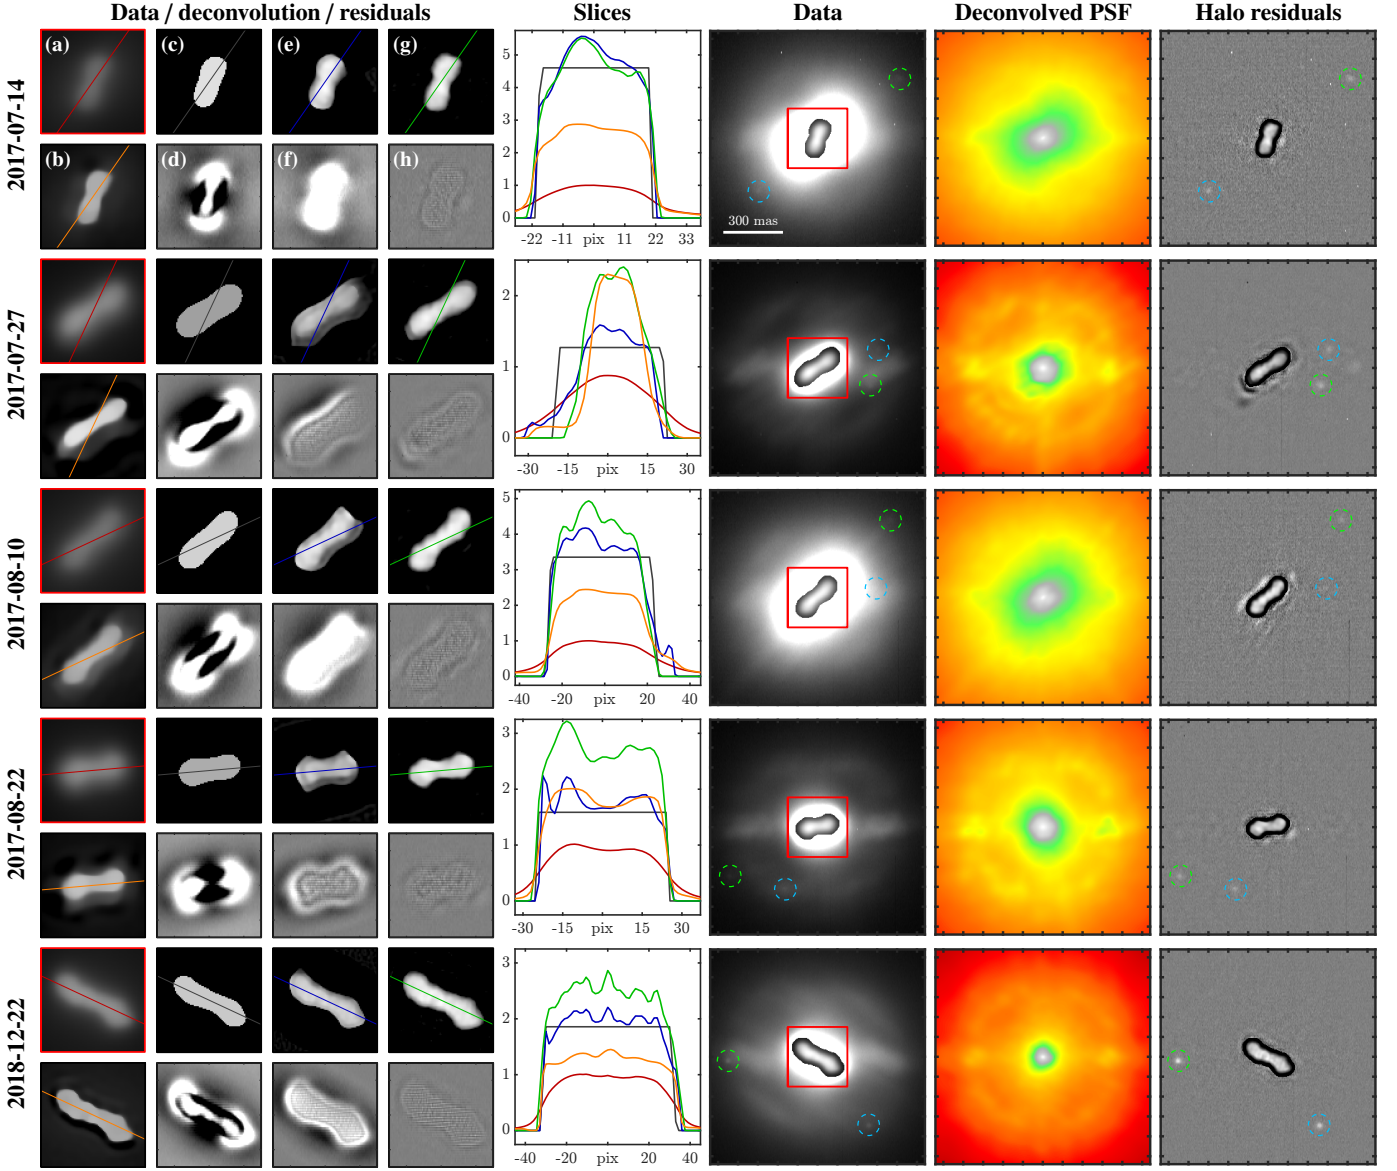 Data / deconvolution / residuals
Slices
Data
Deconvolved PSF
Halo residuals
2017-07-14
(a)
(c)
(e)
(g)
(b)
(d)
(f)
(h)
5
4
3
2
1
0
-22 -11 pix 11 22 33
300 mas
2017-07-27
2
1
0
-30 -15 pix 15 30
2017-08-10
5
4
3
2
1
0
-40 -20 pix 20 40
2017-08-22
3
2
1
0
-30 -15 pix 15 30
2018-12-22
3
2
1
0
-40 -20 pix 20 40